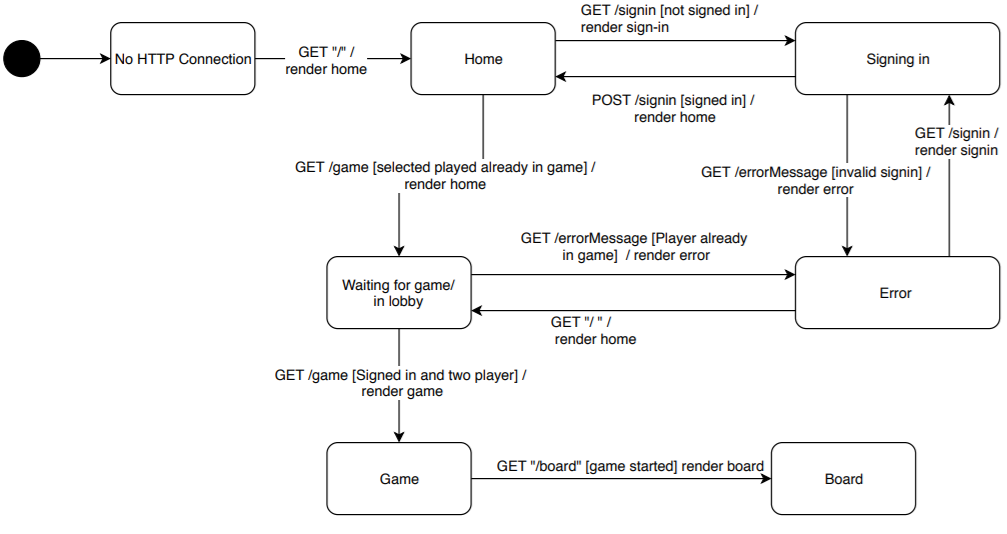 GET /signin [not signed in] /
render sign-in
No HTTP Connection
GET "/" /
render home
Home
Signing in
POST /signin [signed in] /
render home
GET /signin /
render signin
GET /game [selected played already in game] /
render home
GET /errorMessage [invalid signin] /
render error
GET /errorMessage [Player already
in game]  / render error
Waiting for game/
in lobby
Error
GET "/ " /
render home
GET /game [Signed in and two player] /
render game
GET "/board" [game started] render board
Game
Board